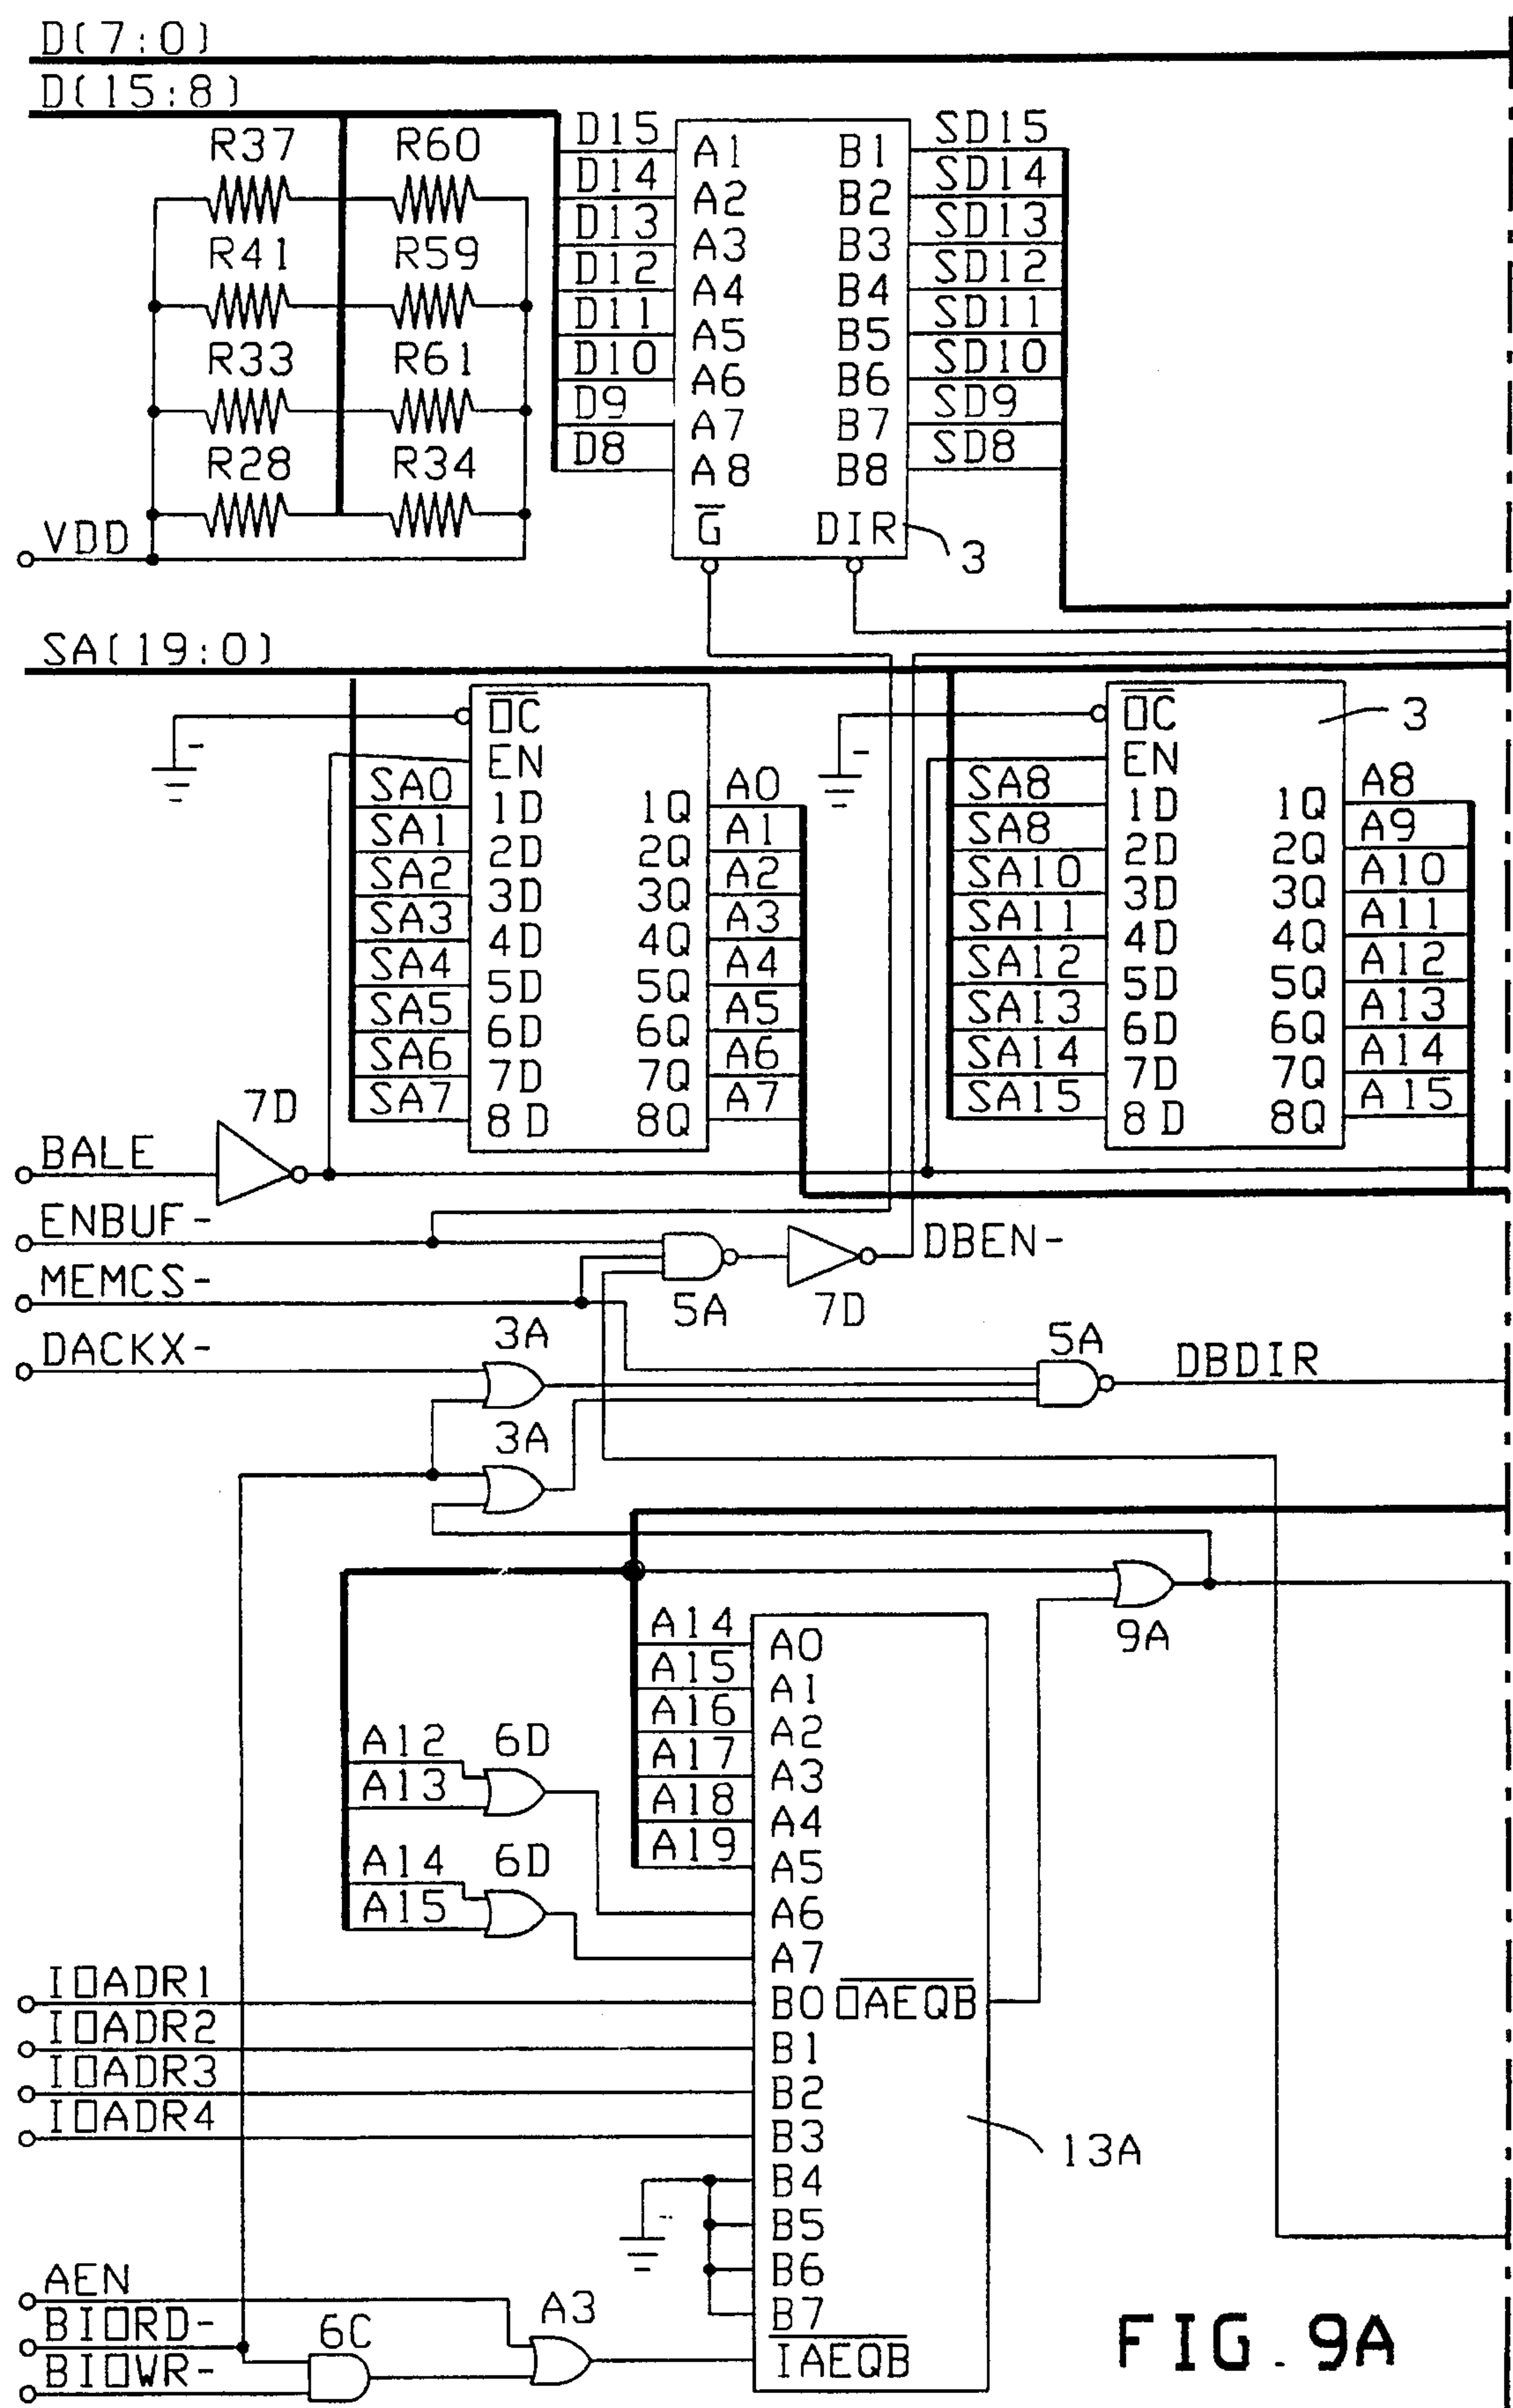 D(7:0)
D(15:8)
R37 R60
R41 R59
R33 R61
R28 R34
VDD
D15 A1 B1 SD15
D14 A2 B2 SD14
D13 A3 B3 SD13
D12 A4 B4 SD12
D11 A5 B5 SD11
D10 A6 B6 SD10
D9 A7 B7 SD9
D8 A8 B8 SD8
G DIR 3
SA(19:0)
OC
EN
SA0 1D 1Q A0
SA1 2D 2Q A1
SA2 3D 3Q A2
SA3 4D 4Q A3
SA4 5D 5Q A4
SA5 6D 6Q A5
SA6 7D 7Q A6
SA7 8D 8Q A7
OC 3
EN
SA8 1D 1Q A8
SA8 2D 2Q A9
SA10 3D 3Q A10
SA11 4D 4Q A11
SA12 5D 5Q A12
SA13 6D 6Q A13
SA14 7D 7Q A14
SA15 8D 8Q A15
7D
BALE
ENBUF-
DBEN-
MEMCS-
5A 7D
DACKX-
3A
5A
DBDIR
3A
9A
A14 A0
A15 A1
A16 A2
A17 A3
A18 A4
A19 A5
A12 6D
A13
A14 6D
A15
A6
A7
IOADR1 B0 OAEQB
IOADR2 B1
IOADR3 B2
IOADR4 B3
13A
B4
B5
B6
B7
IAEQB
AEN
BIORD-
BIOWR-
6C
A3
FIG. 9A